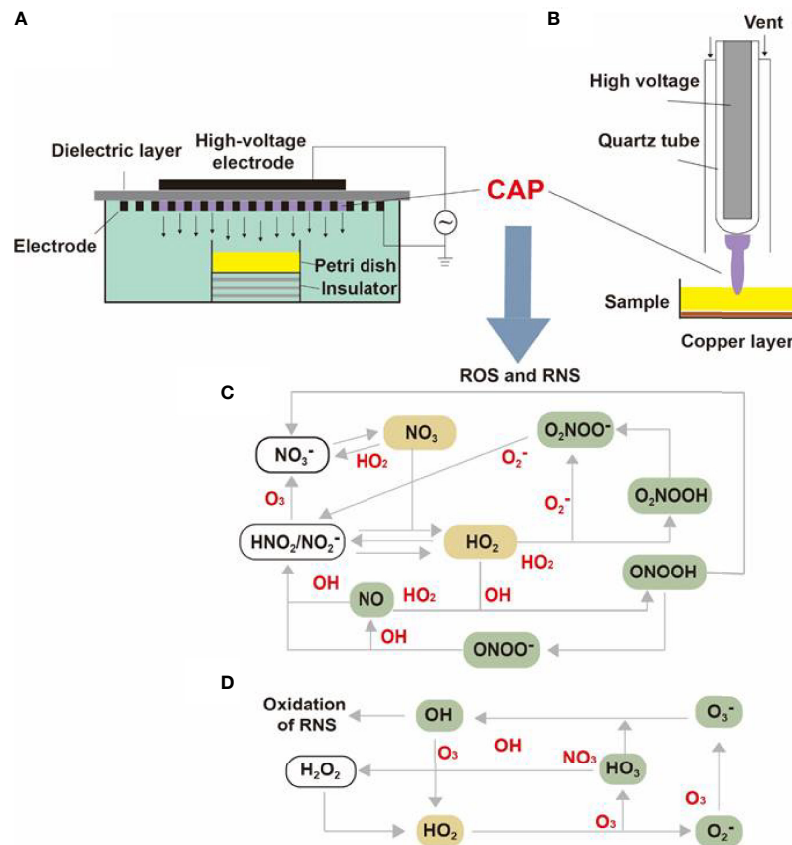 A
B
Vent
High voltage
High-voltage
electrode
Dielectric layer
Quartz tube
CAP
Electrode
Petri dish
Insulator
Sample
Copper layer
ROS and RNS
C
NO₃
O₂NOO⁻
NO₃⁻
HO₂
O₂⁻
O₃
O₂⁻
O₂NOOH
HNO₂/NO₂⁻
HO₂
HO₂
ONOOH
OH
NO
HO₂
OH
OH
ONOO⁻
D
Oxidation
of RNS
OH
O₃⁻
O₃
OH
NO₃
HO₃
H₂O₂
O₃
HO₂
O₃
O₂⁻